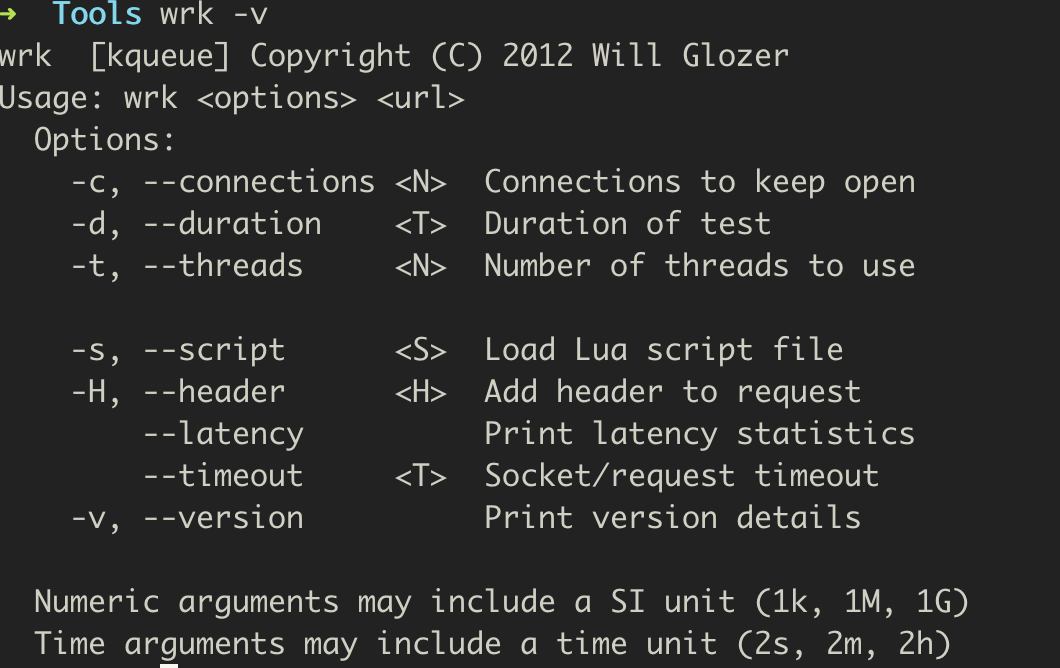 ➜  Tools wrk -v
wrk  [kqueue] Copyright (C) 2012 Will Glozer
Usage: wrk <options> <url>
  Options:
    -c, --connections <N>  Connections to keep open
    -d, --duration    <T>  Duration of test
    -t, --threads     <N>  Number of threads to use

    -s, --script      <S>  Load Lua script file
    -H, --header      <H>  Add header to request
        --latency          Print latency statistics
        --timeout     <T>  Socket/request timeout
    -v, --version          Print version details

  Numeric arguments may include a SI unit (1k, 1M, 1G)
  Time arguments may include a time unit (2s, 2m, 2h)